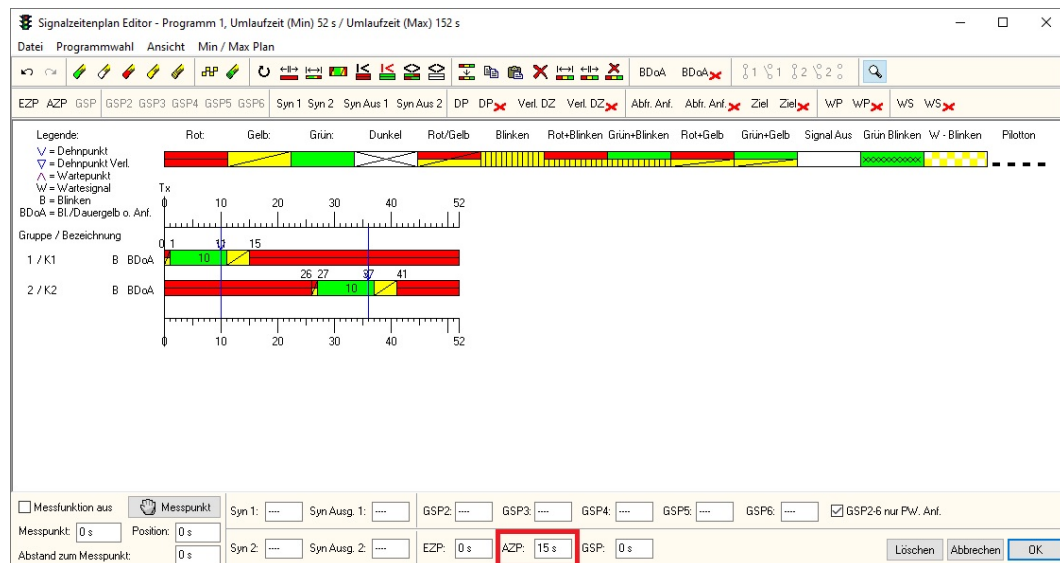 Signalzeitenplan Editor - Programm 1, Umlaufzeit (Min) 52 s / Umlaufzeit (Max) 152 s
Datei Programmwahl Ansicht Min / Max Plan
BDoA BDoA 1 1 2 2
EZP AZP GSP GSP2 GSP3 GSP4 GSP5 GSP6 Syn 1 Syn 2 Syn Aus 1 Syn Aus 2 DP DP Verl. DZ Verl. DZ Abfr. Anf. Abfr. Anf. Ziel Ziel WP WP WS WS
Legende: Rot: Gelb: Grün: Dunkel Rot/Gelb Blinken Rot+Blinken Grün+Blinken Rot+Gelb Grün+Gelb Signal Aus Grün Blinken W - Blinken Pilotton
V = Dehnpunkt
∇ = Dehnpunkt Verl.
Λ = Wartepunkt
W = Wartesignal
B = Blinken
BDoA = Bl./Dauergelb o. Anf.
Tx
0 10 20 30 40 52
Gruppe / Bezeichnung
0 1 11 15
1 / K1 B BDoA 10
26 27 37 41
2 / K2 B BDoA 10
0 10 20 30 40 52
Messfunktion aus Messpunkt Syn 1: ---- Syn Ausg. 1: ---- GSP2: ---- GSP3: ---- GSP4: ---- GSP5: ---- GSP6: ---- GSP2-6 nur PW. Anf.
Messpunkt: 0 s Position: 0 s
Abstand zum Messpunkt: 0 s Syn 2: ---- Syn Ausg. 2: ---- EZP: 0 s AZP: 15 s GSP: 0 s Löschen Abbrechen OK